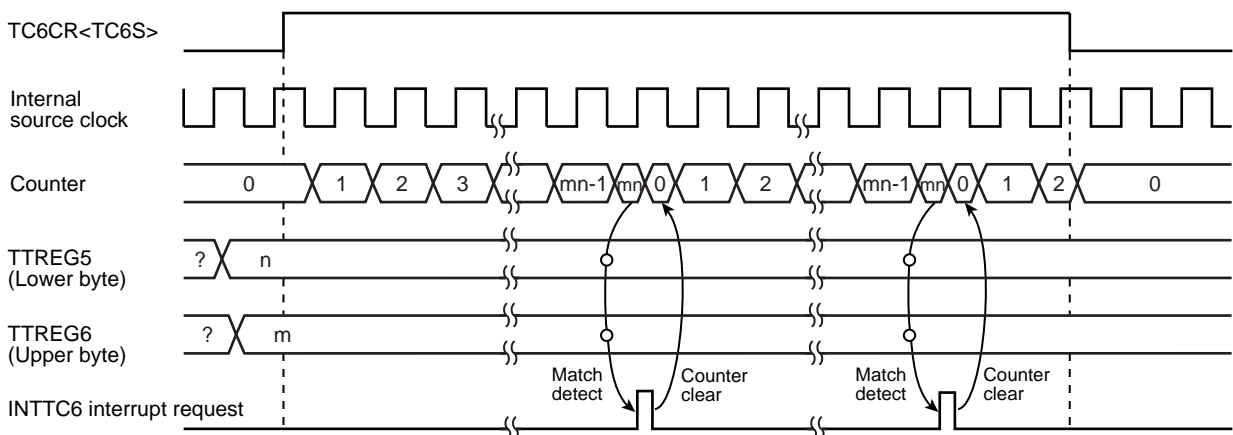 TC6CR<TC6S>
Internal
source clock
Counter 0 1 2 3 mn-1 mn 0 1 2 mn-1 mn 0 1 2 0
TTREG5 ? n
(Lower byte)
TTREG6 ? m
(Upper byte)
Match Counter Match Counter
detect clear detect clear
INTTC6 interrupt request